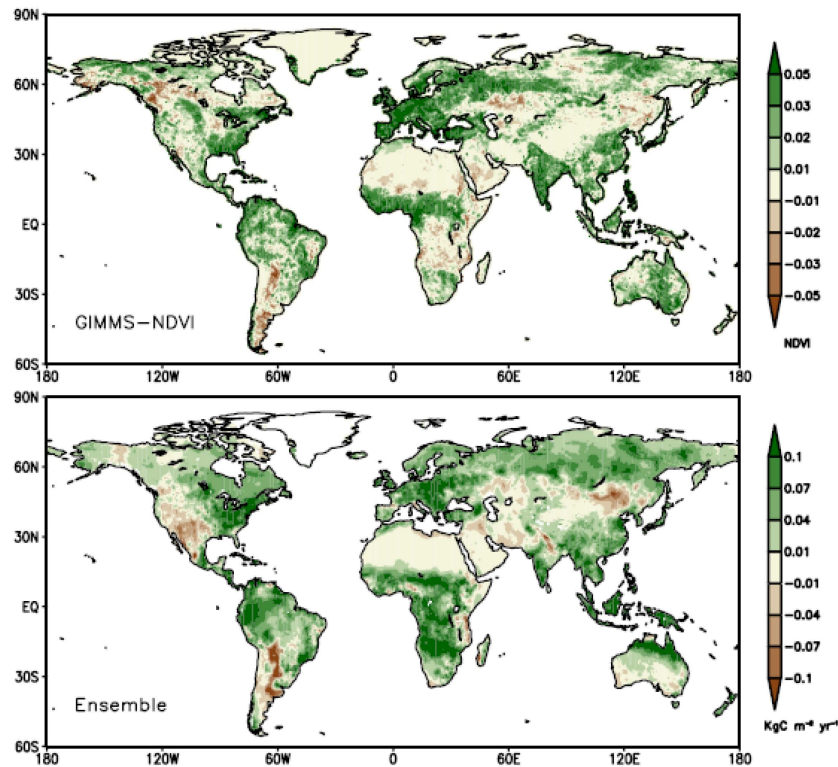 90N
60N
30N
EQ
30S
60S
GIMMS−NDVI
180 120W 60W 0 60E 120E 180
0.05
0.03
0.02
0.01
−0.01
−0.02
−0.03
−0.05
NDVI
90N
60N
30N
EQ
30S
60S
Ensemble
180 120W 60W 0 60E 120E 180
0.1
0.07
0.04
0.01
−0.01
−0.04
−0.07
−0.1
KgC m⁻² yr⁻¹